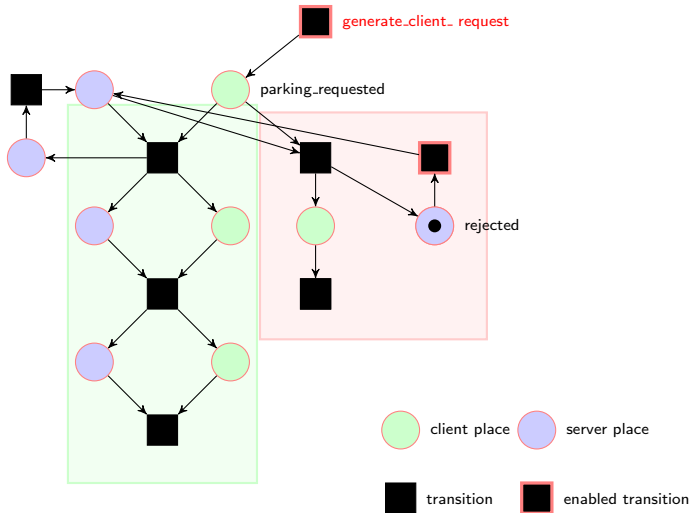 generate_client_ request
parking_requested
rejected
client place
server place
transition
enabled transition